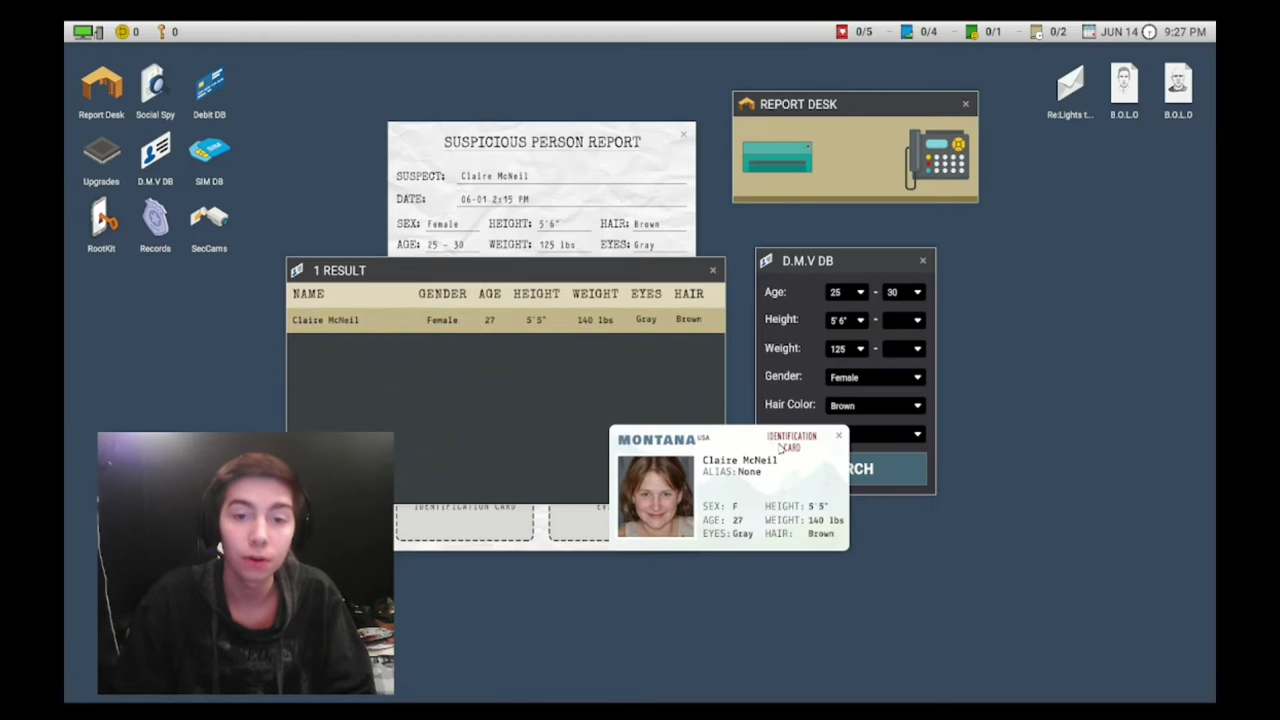 0
0
0/5
0/4
0/1
0/2
JUN 14
9:27 PM
Report Desk
Social Spy
Debit DB
Upgrades
D.M.V DB
SIM DB
RootKit
Records
SecCams
Re:Lights t...
B.O.L.O
B.O.L.O
REPORT DESK
SUSPICIOUS PERSON REPORT
SUSPECT: Claire McNeil
DATE: 06-01 2:15 PM
SEX: Female HEIGHT: 5'6" HAIR: Brown
AGE: 25 - 30 WEIGHT: 125 lbs EYES: Gray
1 RESULT
NAME GENDER AGE HEIGHT WEIGHT EYES HAIR
Claire McNeil Female 27 5'5" 140 lbs Gray Brown
D.M.V DB
Age: 25 - 30
Height: 5'6" -
Weight: 125 -
Gender: Female
Hair Color: Brown
RCH
IDENTIFICATION CARD
MONTANA USA
IDENTIFICATION
CARD
Claire McNeil
ALIAS: None
SEX: F HEIGHT: 5'5"
AGE: 27 WEIGHT: 140 lbs
EYES: Gray HAIR: Brown